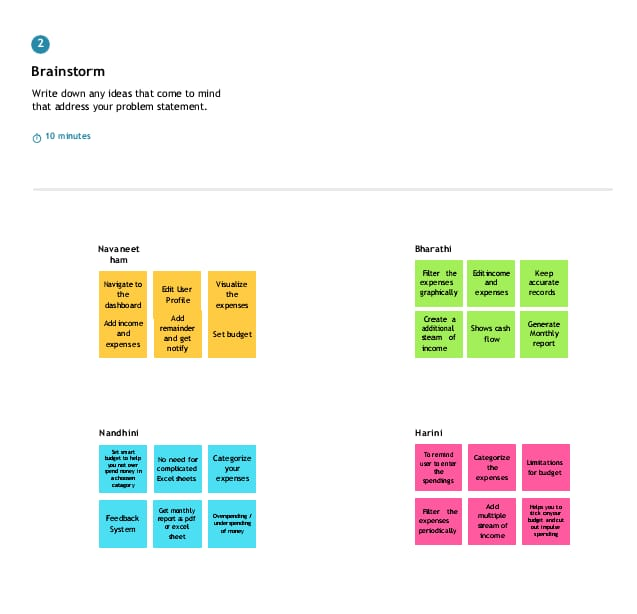 2
Brainstorm
Write down any ideas that come to mind
that address your problem statement.
10 minutes
Navaneet
ham
Navigate to
the
dashboard
Edit User
Profile
Visualize
the
expenses
Add income
and
expenses
Add
remainder
and get
notify
Set budget
Bharathi
Filter the
expenses
graphically
Edit income
and
expenses
Keep
accurate
records
Create a
additional
steam of
income
Shows cash
flow
Generate
Monthly
report
Nandhini
Set smart
budget to help
you not over
spend money in
a choosen
category
No need for
complicated
Excel sheets
Categorize
your
expenses
Feedback
System
Get monthly
report as pdf
or excel
sheet
Overspending /
underspending
of money
Harini
To remind
user to enter
the
spendings
Categorize
the
expenses
Limitations
for budget
Filter the
expenses
periodically
Add
multiple
stream of
income
Helps you to
stick on your
budget and cut
out impulse
spending